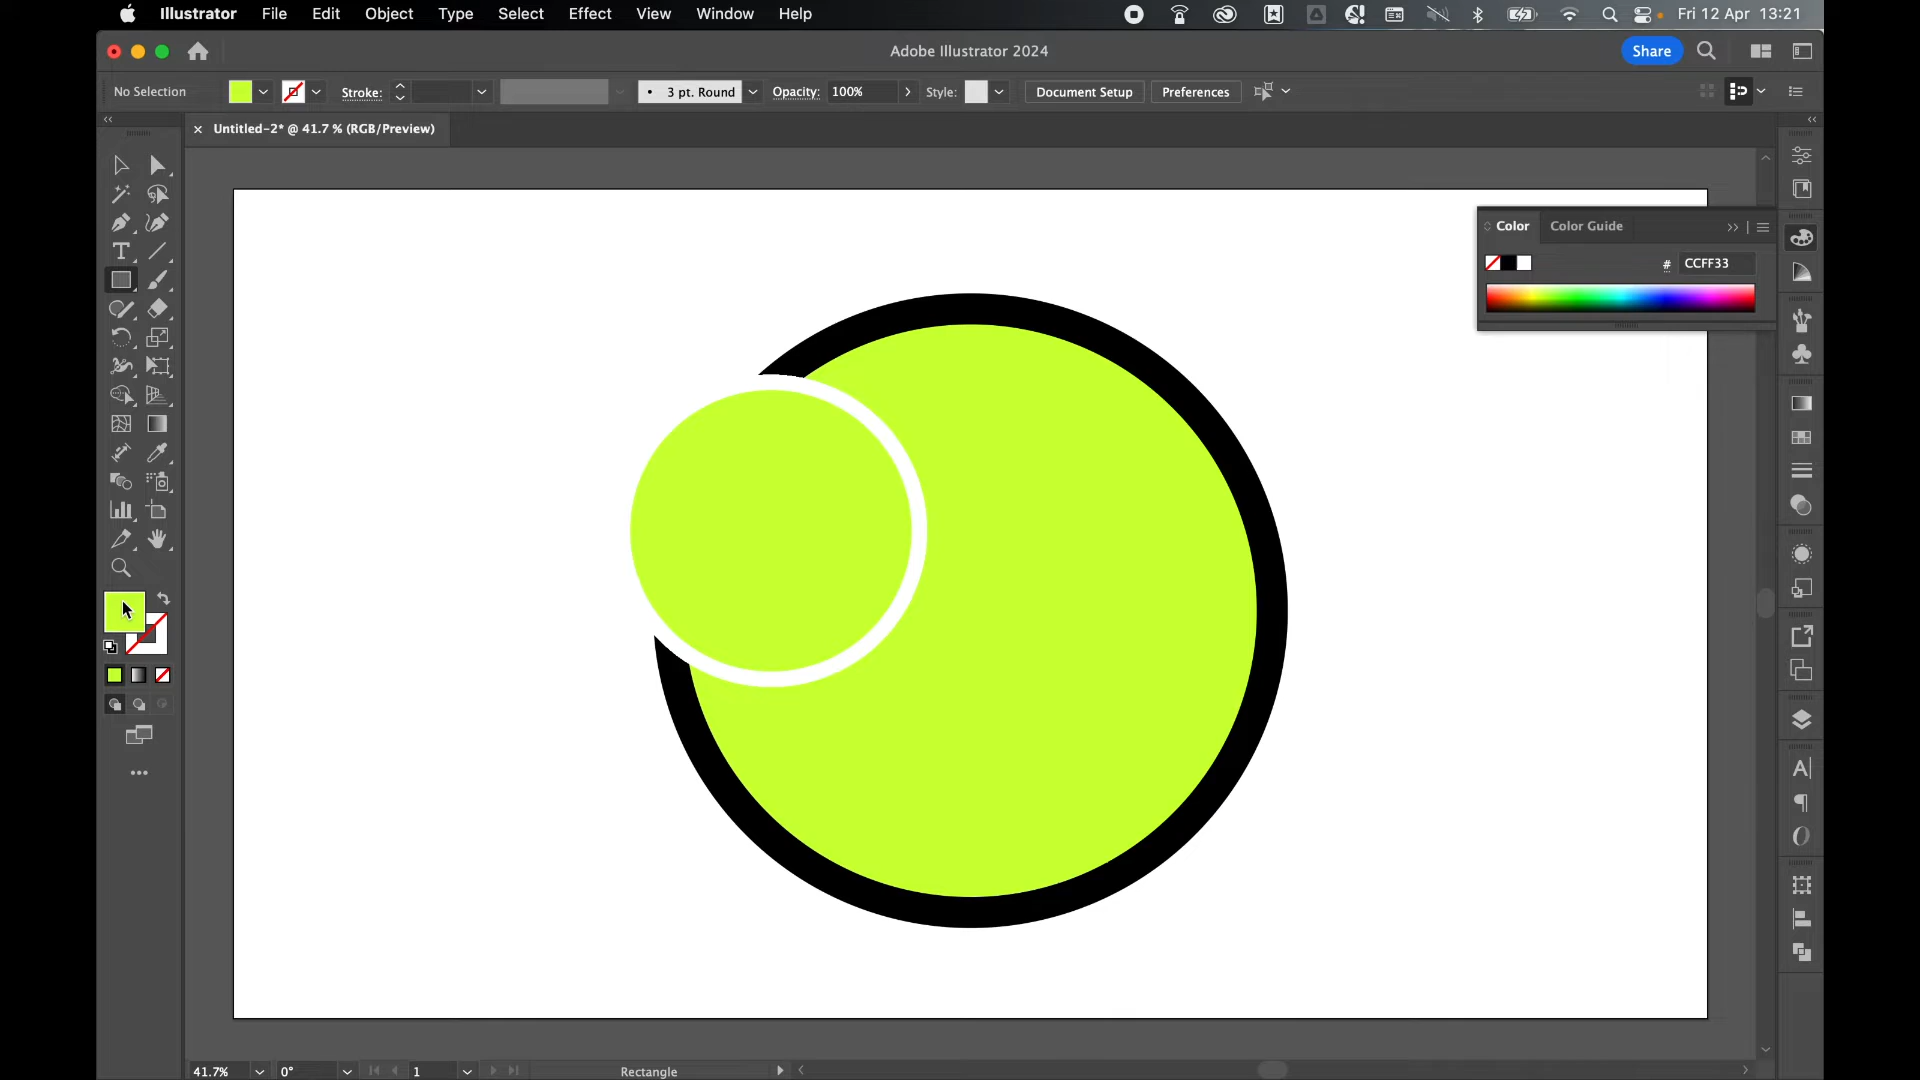 Illustrator File Edit Object Type Select Effect View Window Help Fri 12 Apr 13:21
Adobe Illustrator 2024 Share
No Selection Stroke: 3 pt. Round Opacity: 100% Style: Document Setup Preferences
Untitled-2* @ 41.7 % (RGB/Preview)
Color Color Guide
# CCFF33
41.7% 0° 1 Rectangle